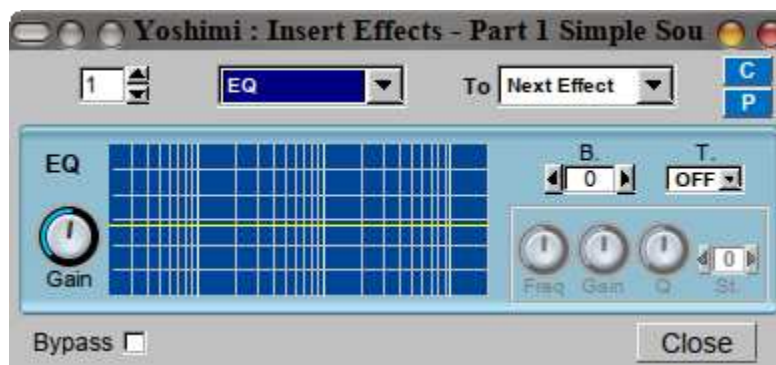 Yoshimi : Insert Effects - Part 1 Simple Sou
1 EQ To Next Effect C
P
EQ B. T.
0 OFF
Gain Freq Gain Q St.
0
Bypass Close